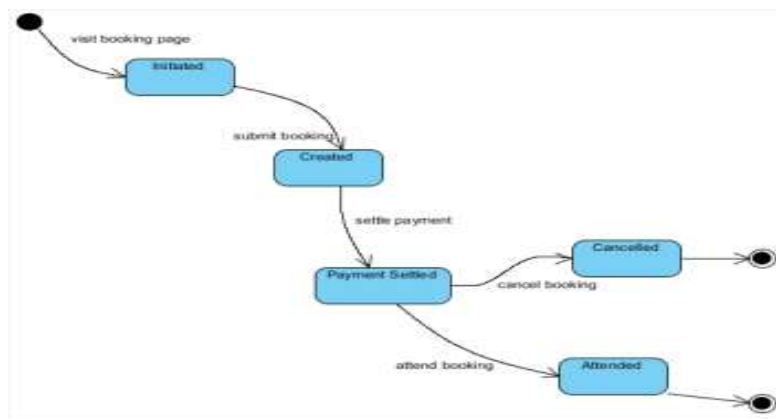 visit booking page
Initiated
submit booking
Created
settle payment
Cancelled
Payment Settled
cancel booking
attend booking
Attended